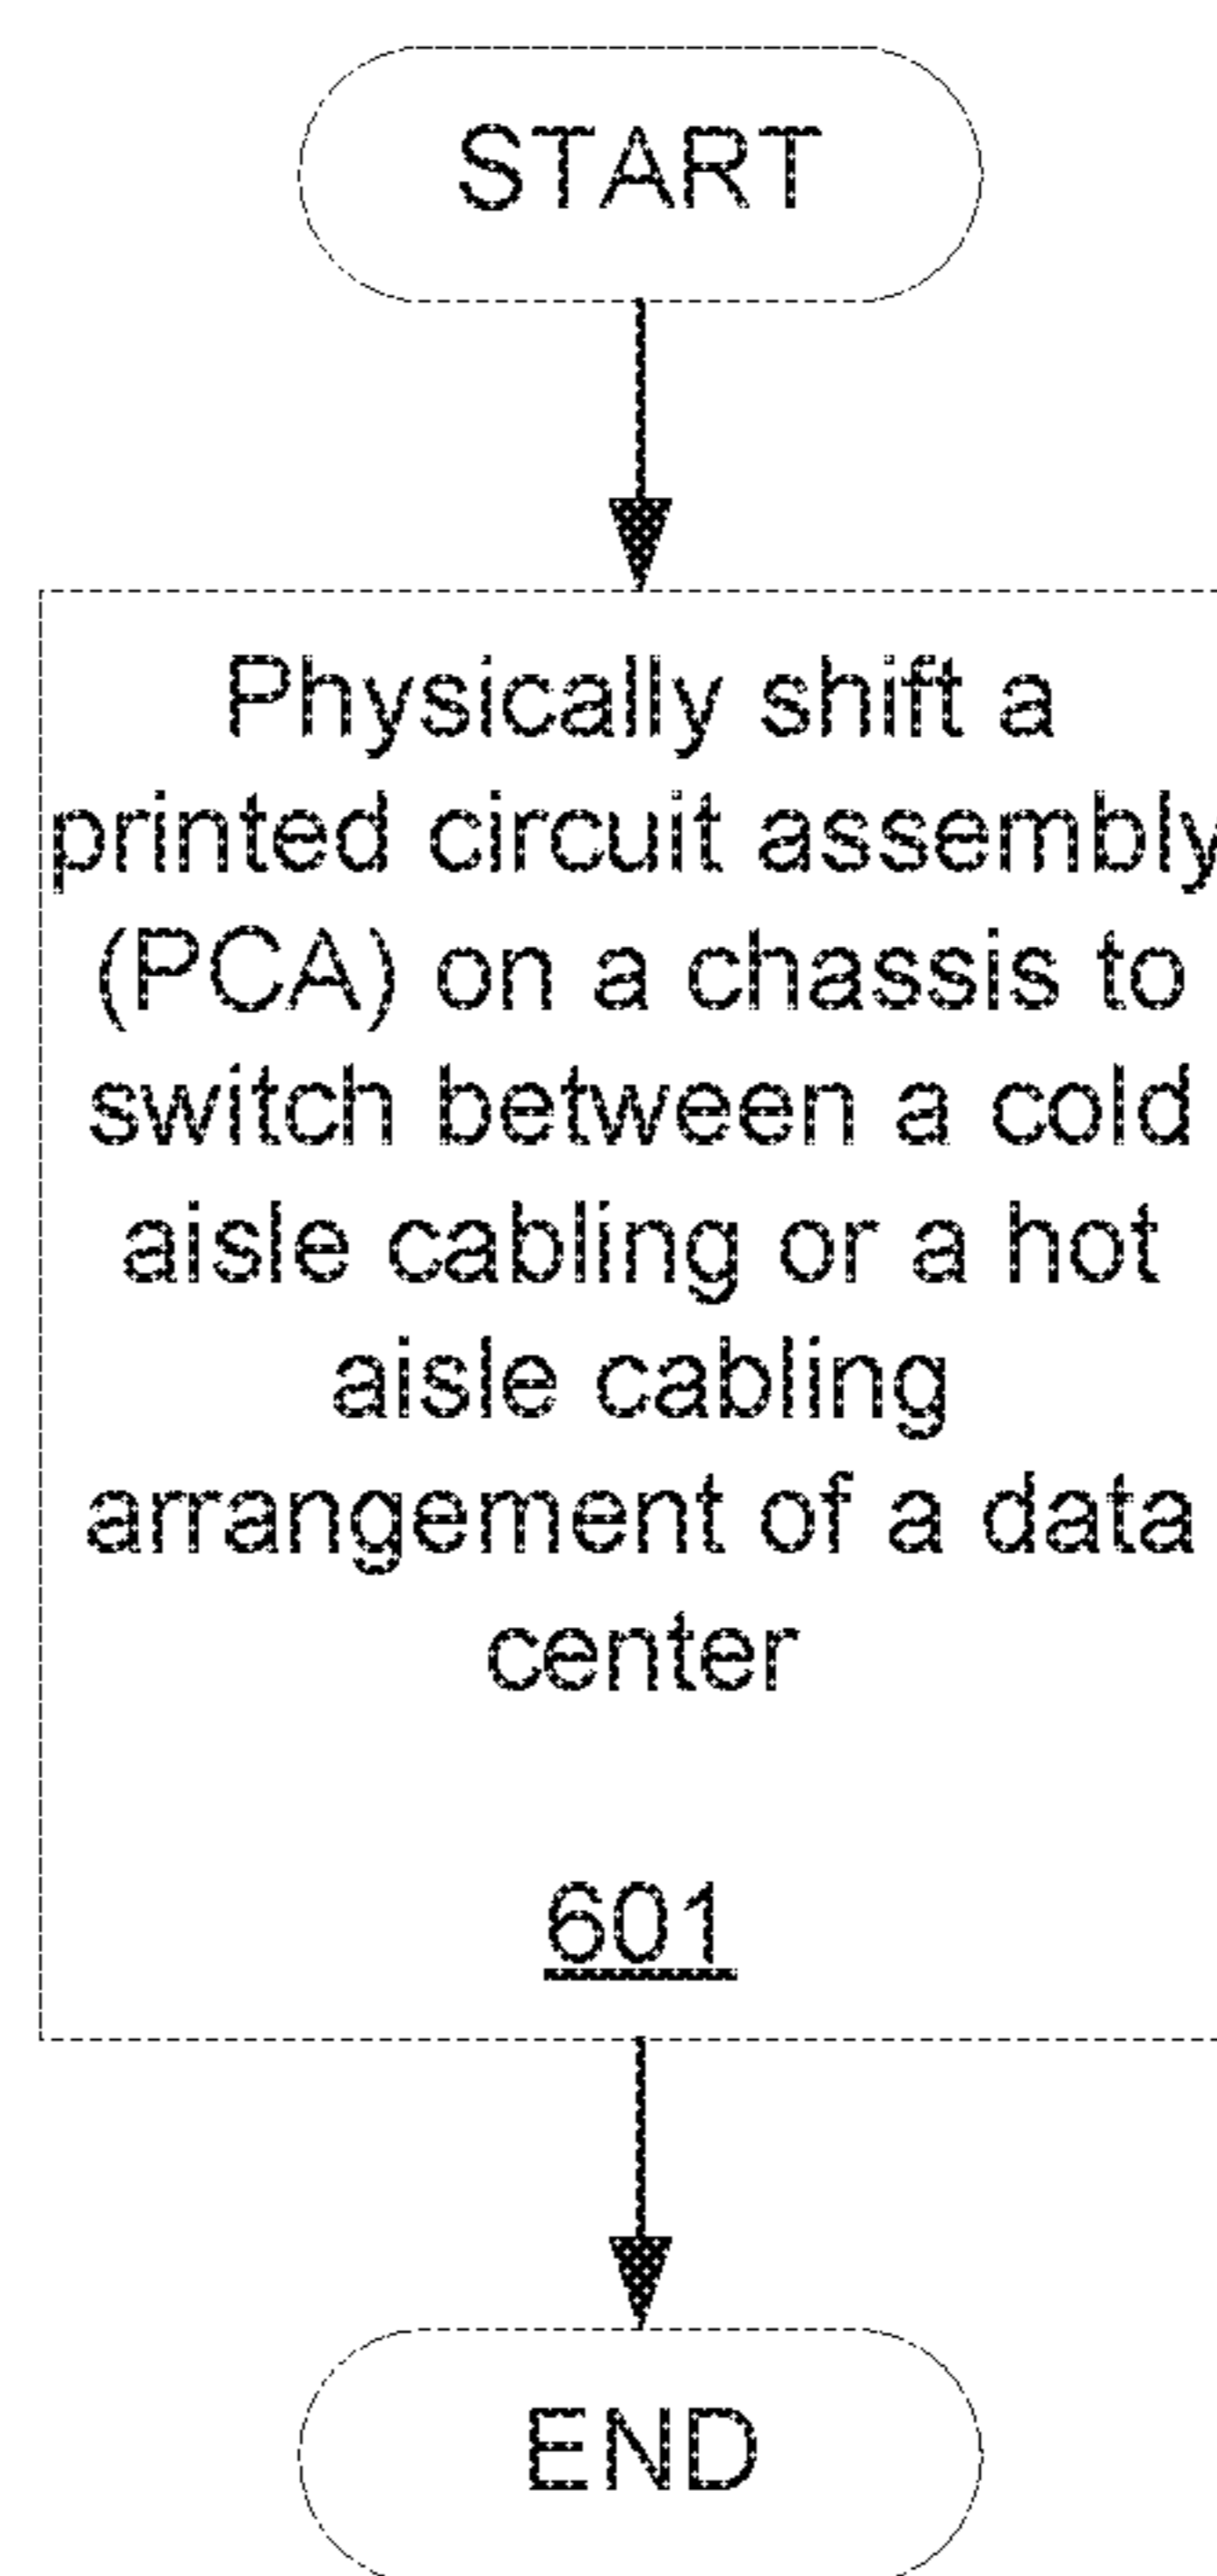 START
Physically shift a
printed circuit assembly
(PCA) on a chassis to
switch between a cold
aisle cabling or a hot
aisle cabling
arrangement of a data
center
601
END